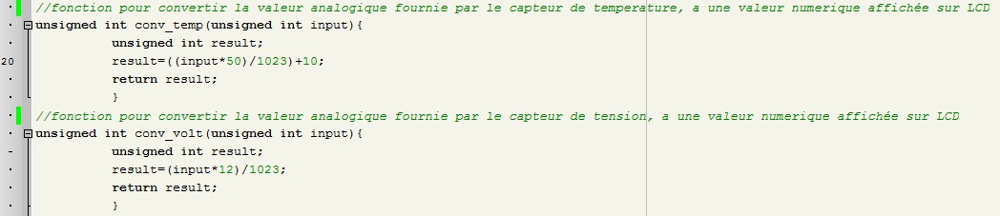 //fonction pour convertir la valeur analogique fournie par le capteur de temperature, a une valeur numerique affichée sur LCD
unsigned int conv_temp(unsigned int input){
unsigned int result;
20 result=((input*50)/1023)+10;
return result;
}
//fonction pour convertir la valeur analogique fournie par le capteur de tension, a une valeur numerique affichée sur LCD
unsigned int conv_volt(unsigned int input){
unsigned int result;
result=(input*12)/1023;
return result;
}